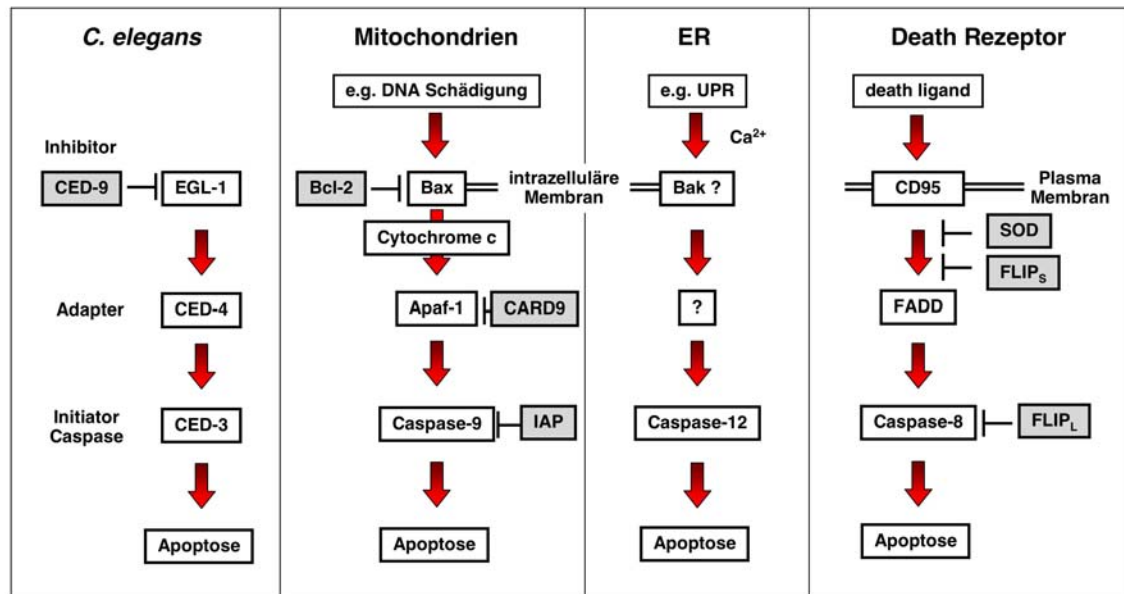 C. elegans
Inhibitor
CED-9
EGL-1
Adapter
CED-4
Initiator
Caspase
CED-3
Apoptose
Mitochondrien
e.g. DNA Schädigung
Bcl-2
Bax
intrazelluläre
Membran
Cytochrome c
Apaf-1
CARD9
Caspase-9
IAP
Apoptose
ER
e.g. UPR
Ca²⁺
Bak ?
?
Caspase-12
Apoptose
Death Rezeptor
death ligand
CD95
Plasma
Membran
SOD
FLIPS
FADD
Caspase-8
FLIPL
Apoptose